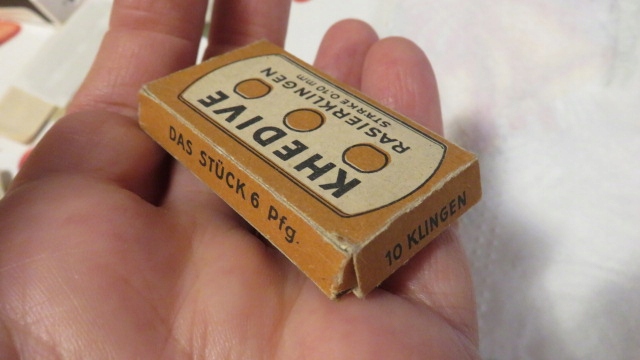 KHEDIVE
RASIERKLINGEN
STÄRKE 0,10 mm
DAS STÜCK 6 Pfg.
10 KLINGEN